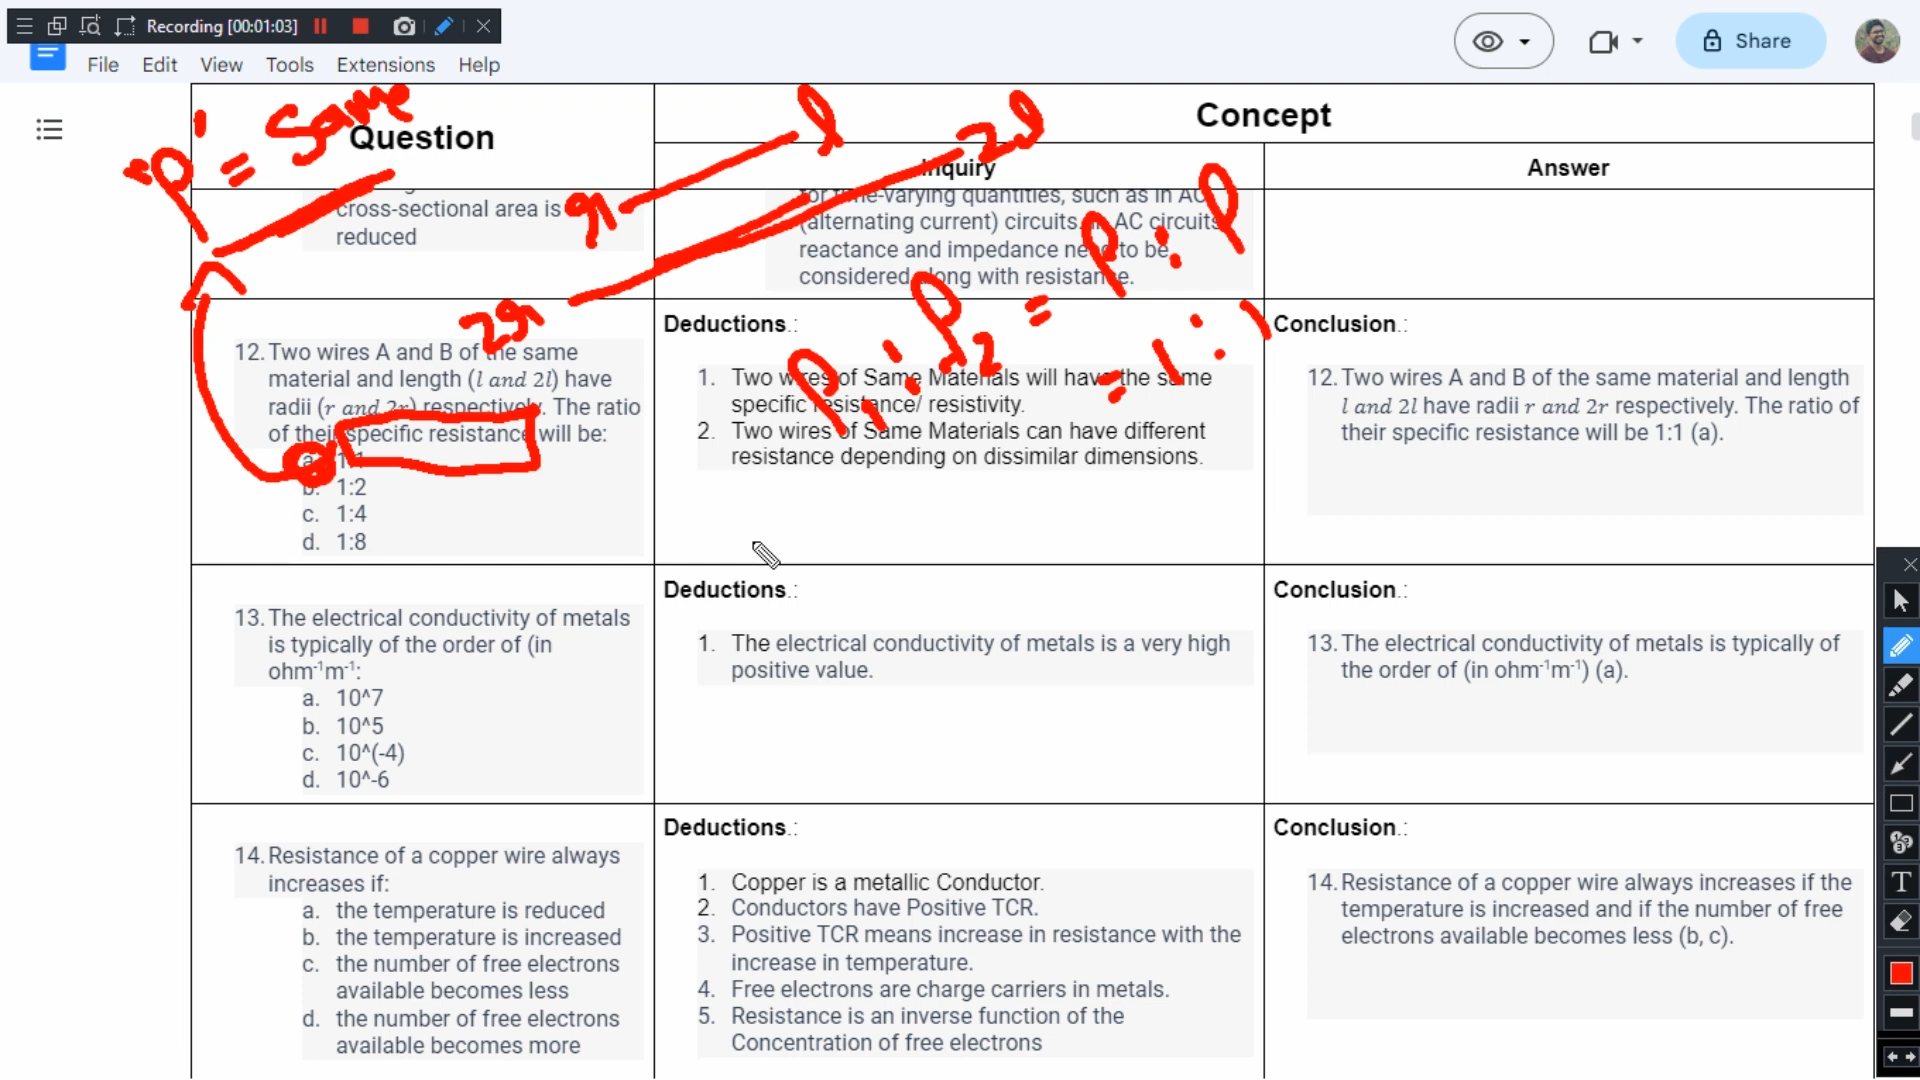 Recording [00:01:03]
File Edit View Tools Extensions Help
Share
Question
Concept
Inquiry
Answer
"ρ" = Same
l
2l
r
2r
ρ1 : ρ2 = ρ : ρ
= 1 : 1
cross-sectional area is
reduced
for time-varying quantities, such as in AC
(alternating current) circuits. In AC circuits,
reactance and impedance need to be
considered along with resistance.
12. Two wires A and B of the same
material and length (l and 2l) have
radii (r and 2r) respectively. The ratio
of their specific resistance will be:
a. 1:1
b. 1:2
c. 1:4
d. 1:8
Deductions.:
1. Two wires of Same Materials will have the same
specific resistance/ resistivity.
2. Two wires of Same Materials can have different
resistance depending on dissimilar dimensions.
Conclusion.:
12. Two wires A and B of the same material and length
l and 2l have radii r and 2r respectively. The ratio of
their specific resistance will be 1:1 (a).
13. The electrical conductivity of metals
is typically of the order of (in
ohm⁻¹m⁻¹:
a. 10^7
b. 10^5
c. 10^(-4)
d. 10^-6
Deductions.:
1. The electrical conductivity of metals is a very high
positive value.
Conclusion.:
13. The electrical conductivity of metals is typically of
the order of (in ohm⁻¹m⁻¹) (a).
14. Resistance of a copper wire always
increases if:
a. the temperature is reduced
b. the temperature is increased
c. the number of free electrons
available becomes less
d. the number of free electrons
available becomes more
Deductions.:
1. Copper is a metallic Conductor.
2. Conductors have Positive TCR.
3. Positive TCR means increase in resistance with the
increase in temperature.
4. Free electrons are charge carriers in metals.
5. Resistance is an inverse function of the
Concentration of free electrons
Conclusion.:
14. Resistance of a copper wire always increases if the
temperature is increased and if the number of free
electrons available becomes less (b, c).
T